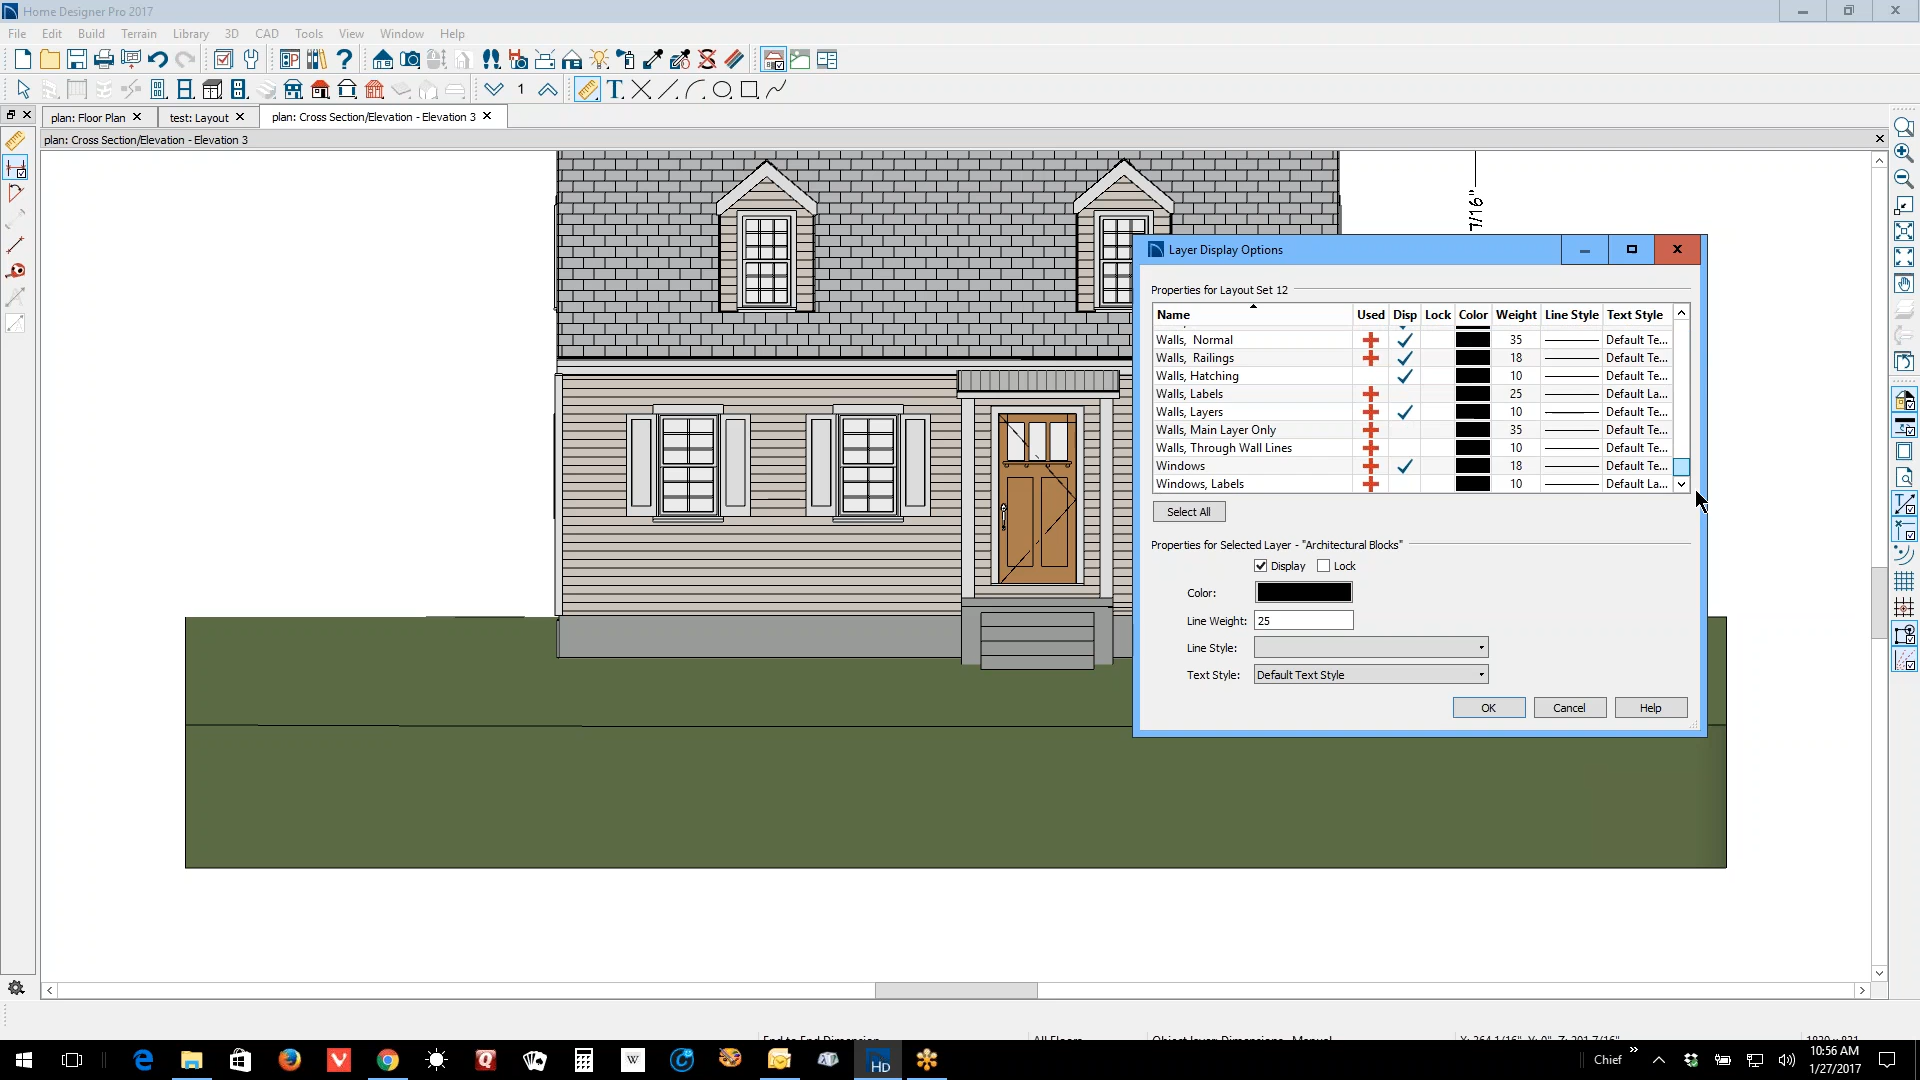 Home Designer Pro 2017
File Edit Build Terrain Library 3D CAD Tools View Window Help
1
plan: Floor Plan
test: Layout
plan: Cross Section/Elevation - Elevation 3
plan: Cross Section/Elevation - Elevation 3
7/16"
Layer Display Options
Properties for Layout Set 12
Name Used Disp Lock Color Weight Line Style Text Style
Walls, Normal 35 Default Te...
Walls, Railings 18 Default Te...
Walls, Hatching 10 Default Te...
Walls, Labels 25 Default La...
Walls, Layers 10 Default Te...
Walls, Main Layer Only 35 Default Te...
Walls, Through Wall Lines 10 Default Te...
Windows 18 Default Te...
Windows, Labels 10 Default La...
Select All
Properties for Selected Layer - "Architectural Blocks"
Display Lock
Color:
Line Weight: 25
Line Style:
Text Style: Default Text Style
OK Cancel Help
HD
Chief
10:56 AM
1/27/2017